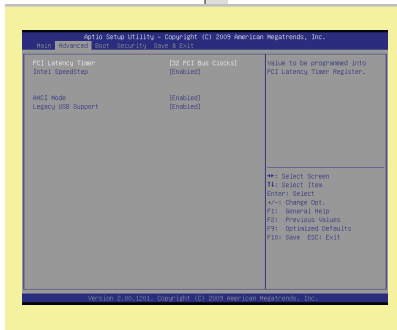 Aptio Setup Utility - Copyright (C) 2009 American Megatrends, Inc.
Main Advanced Boot Security Save & Exit
PCI Latency Timer [32 PCI Bus Clocks]
Intel SpeedStep [Enabled]
AHCI Mode [Enabled]
Legacy USB Support [Enabled]
Value to be programmed into
PCI Latency Timer Register.
→←: Select Screen
↑↓: Select Item
Enter: Select
+/-: Change Opt.
F1: General Help
F2: Previous Values
F9: Optimized Defaults
F10: Save ESC: Exit
Version 2.00.1201. Copyright (C) 2009 American Megatrends, Inc.